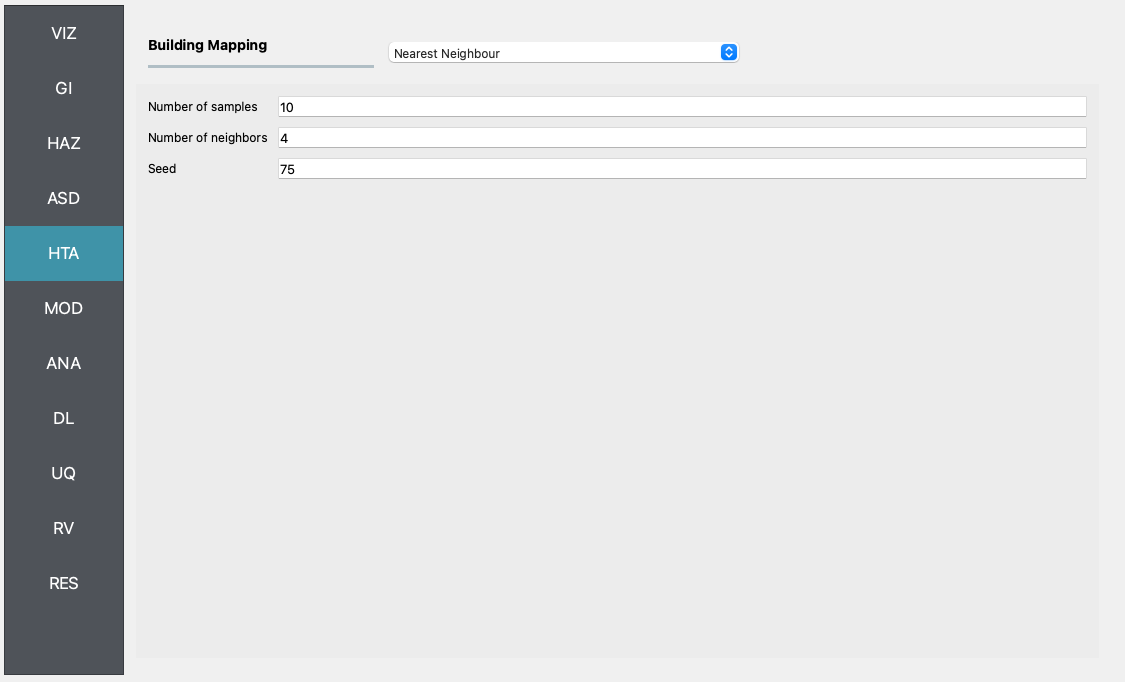 VIZ
GI
HAZ
ASD
HTA
MOD
ANA
DL
UQ
RV
RES
Building Mapping
Nearest Neighbour
Number of samples 10
Number of neighbors 4
Seed 75